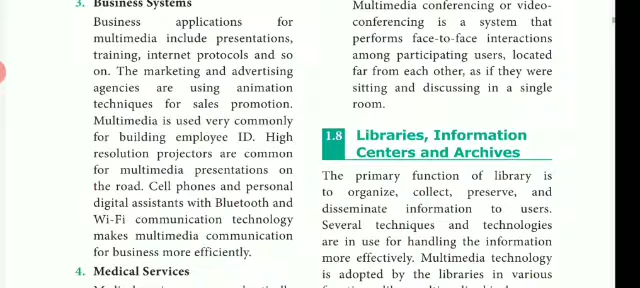 3. Business Systems
Business applications for
multimedia include presentations,
training, internet protocols and so
on. The marketing and advertising
agencies are using animation
techniques for sales promotion.
Multimedia is used very commonly
for building employee ID. High
resolution projectors are common
for multimedia presentations on
the road. Cell phones and personal
digital assistants with Bluetooth and
Wi-Fi communication technology
makes multimedia communication
for business more efficiently.
4. Medical Services
Multimedia conferencing or video-
conferencing is a system that
performs face-to-face interactions
among participating users, located
far from each other, as if they were
sitting and discussing in a single
room.
1.8 Libraries, Information
Centers and Archives
The primary function of library is
to organize, collect, preserve, and
disseminate information to users.
Several techniques and technologies
are in use for handling the information
more effectively. Multimedia technology
is adopted by the libraries in various